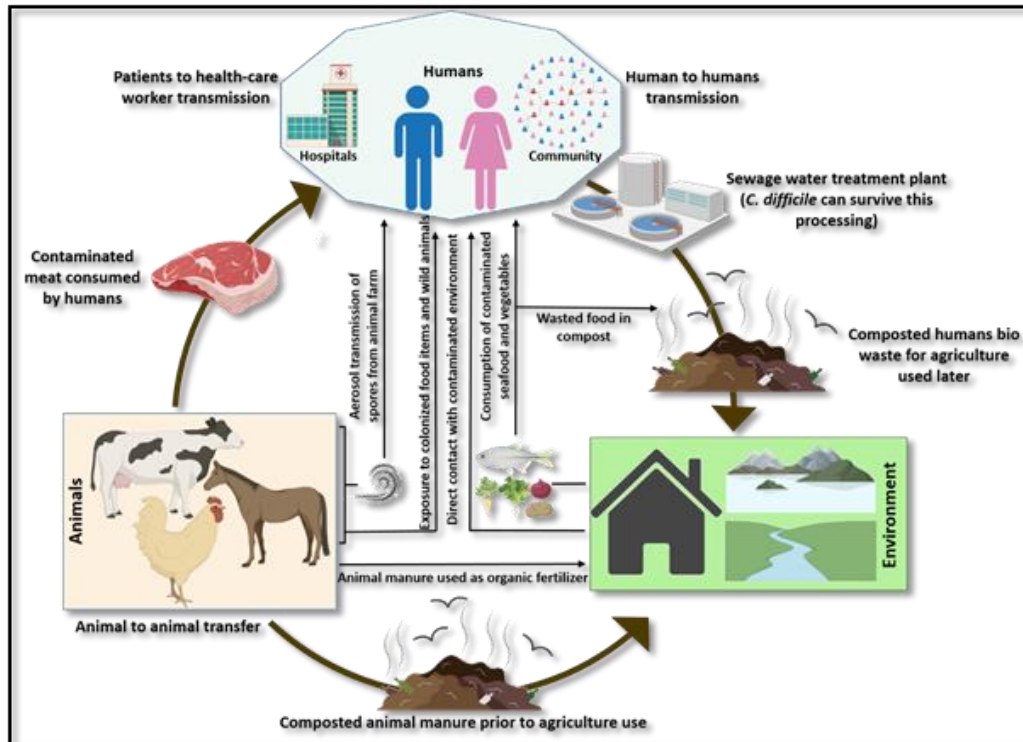 Patients to health-care
worker transmission
Humans
Human to humans
transmission
Hospitals
Community
Sewage water treatment plant
(C. difficile can survive this
processing)
Contaminated
meat consumed
by humans
Aerosol transmission of
spores from animal farm
Exposure to colonized food items and wild animals
Direct contact with contaminated environment
Consumption of contaminated
seafood and vegetables
Wasted food in
compost
Composted humans bio
waste for agriculture
used later
Animals
Environment
Animal manure used as organic fertilizer
Animal to animal transfer
Composted animal manure prior to agriculture use